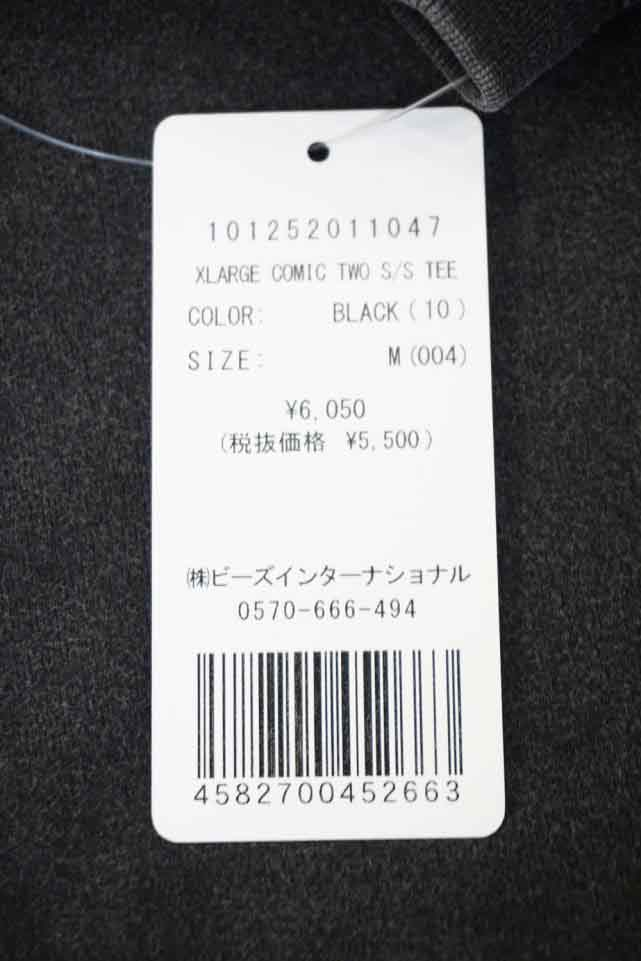 101252011047
XLARGE COMIC TWO S/S TEE
COLOR: BLACK(10)
SIZE: M(004)
¥6,050
(税抜価格 ¥5,500)
㈱ビーズインターナショナル
0570-666-494
4582700452663